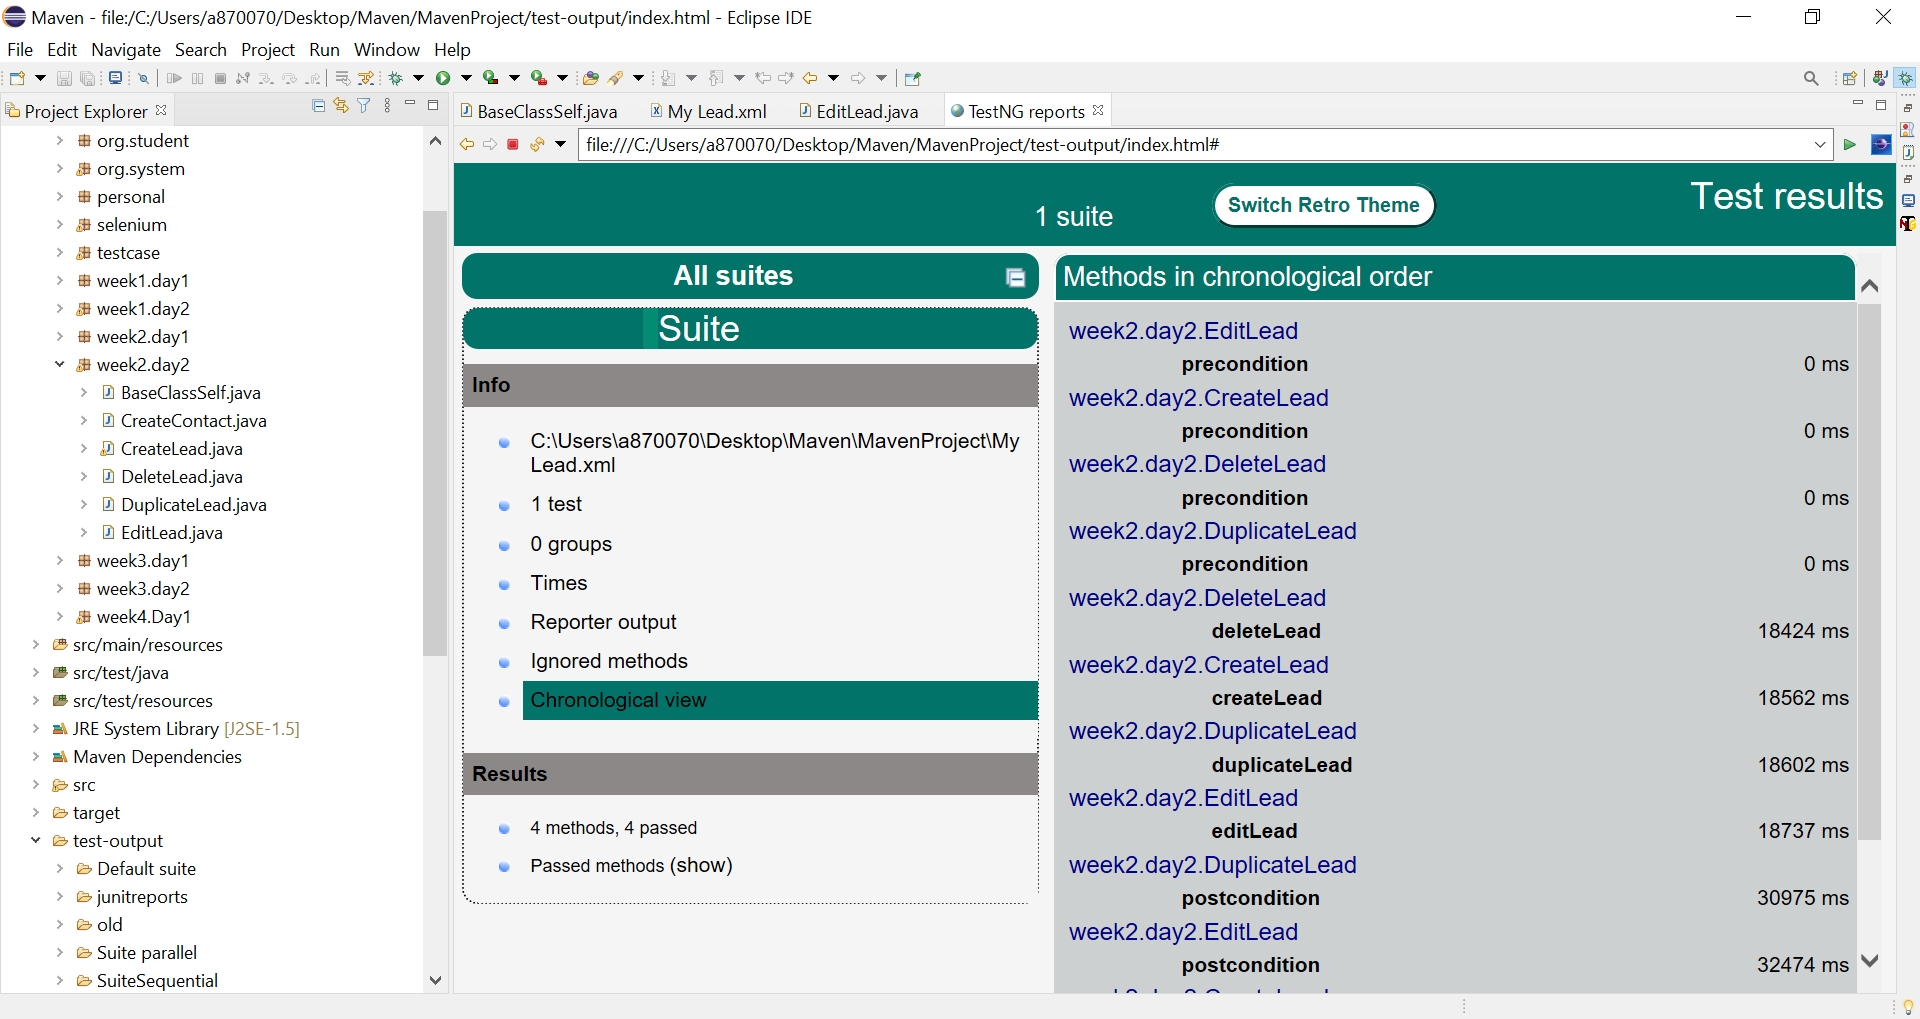 Maven - file:/C:/Users/a870070/Desktop/Maven/MavenProject/test-output/index.html - Eclipse IDE
File Edit Navigate Search Project Run Window Help
Project Explorer
org.student
org.system
personal
selenium
testcase
week1.day1
week1.day2
week2.day1
week2.day2
BaseClassSelf.java
CreateContact.java
CreateLead.java
DeleteLead.java
DuplicateLead.java
EditLead.java
week3.day1
week3.day2
week4.Day1
src/main/resources
src/test/java
src/test/resources
JRE System Library [J2SE-1.5]
Maven Dependencies
src
target
test-output
Default suite
junitreports
old
Suite parallel
SuiteSequential
BaseClassSelf.java My Lead.xml EditLead.java TestNG reports
file:///C:/Users/a870070/Desktop/Maven/MavenProject/test-output/index.html#
1 suite
Switch Retro Theme
Test results
All suites
Suite
Info
C:\Users\a870070\Desktop\Maven\MavenProject\My
Lead.xml
1 test
0 groups
Times
Reporter output
Ignored methods
Chronological view
Results
4 methods, 4 passed
Passed methods (show)
Methods in chronological order
week2.day2.EditLead
precondition 0 ms
week2.day2.CreateLead
precondition 0 ms
week2.day2.DeleteLead
precondition 0 ms
week2.day2.DuplicateLead
precondition 0 ms
week2.day2.DeleteLead
deleteLead 18424 ms
week2.day2.CreateLead
createLead 18562 ms
week2.day2.DuplicateLead
duplicateLead 18602 ms
week2.day2.EditLead
editLead 18737 ms
week2.day2.DuplicateLead
postcondition 30975 ms
week2.day2.EditLead
postcondition 32474 ms